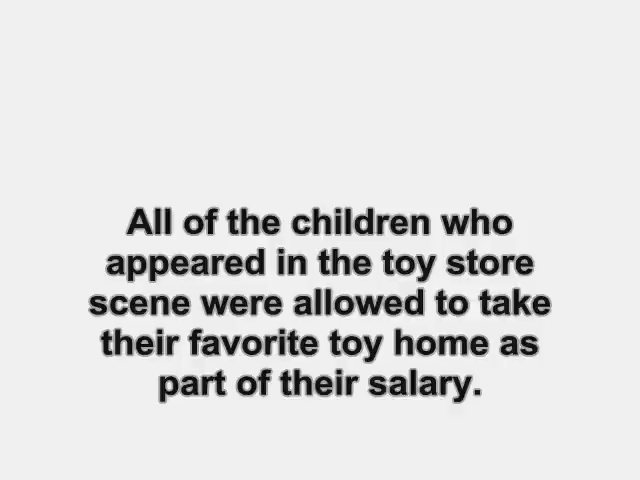 All of the children who
appeared in the toy store
scene were allowed to take
their favorite toy home as
part of their salary.